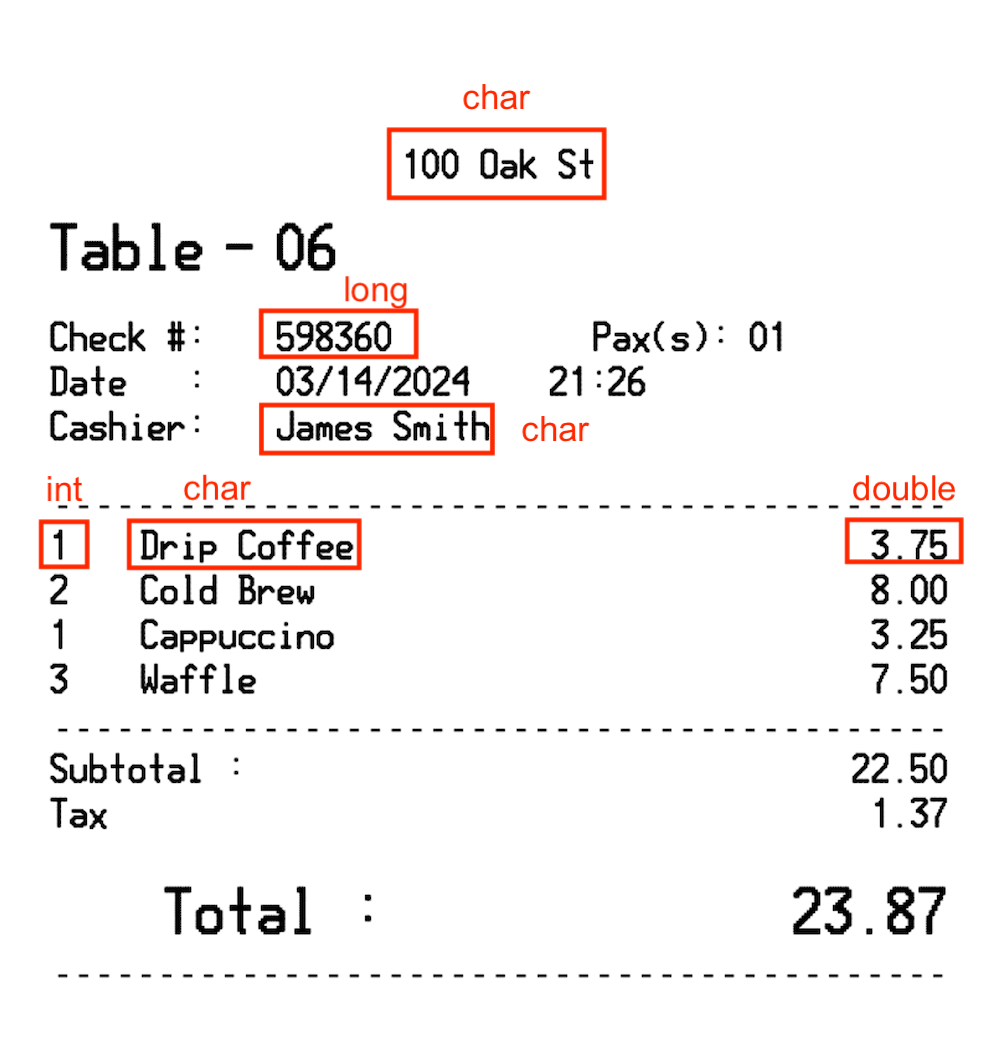 char
100 Oak St
Table - 06
long
Check #: 598360 Pax(s): 01
Date : 03/14/2024 21:26
Cashier: James Smith char
int char double
1 Drip Coffee 3.75
2 Cold Brew 8.00
1 Cappuccino 3.25
3 Waffle 7.50
Subtotal : 22.50
Tax 1.37
Total : 23.87